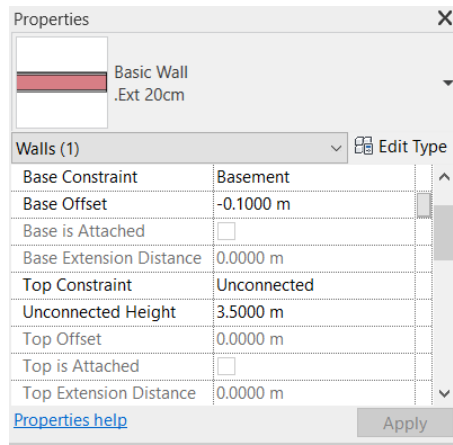 Properties X
Basic Wall
.Ext 20cm
Walls (1) Edit Type
Base Constraint Basement
Base Offset -0.1000 m
Base is Attached
Base Extension Distance 0.0000 m
Top Constraint Unconnected
Unconnected Height 3.5000 m
Top Offset 0.0000 m
Top is Attached
Top Extension Distance 0.0000 m
Properties help Apply